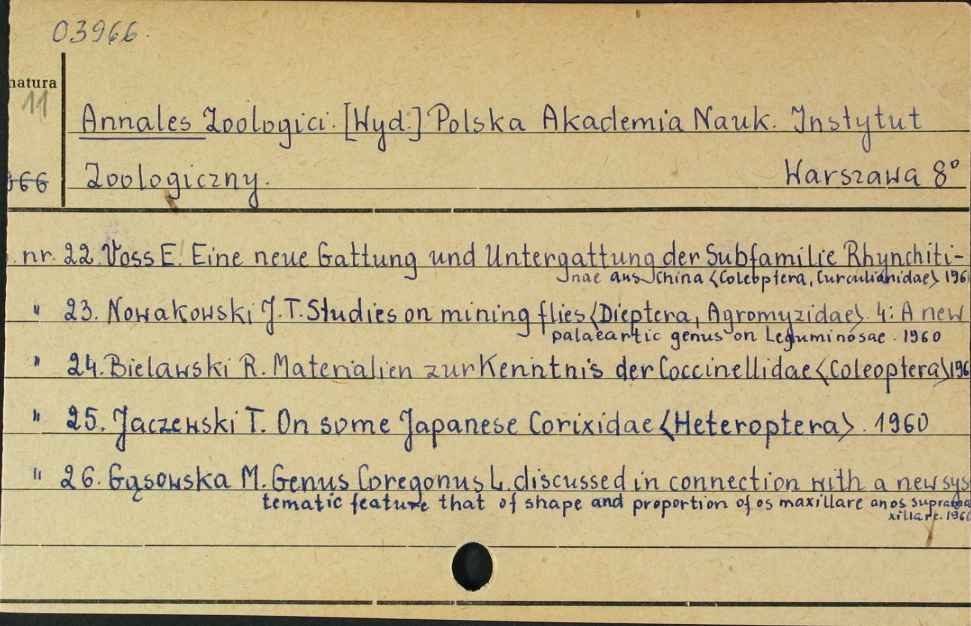 03966.
natura
11
Annales Zoologici. [Wyd.] Polska Akademia Nauk. Instytut
366 Zoologiczny. Warszawa 8°
nr. 22. Voss E. Eine neue Gattung und Untergattung der Subfamilie Rhynchiti-
nae aus China <Coleoptera, Curculianidae> 196
" 23. Nowakowski J.T. Studies on mining flies <Dieptera, Agromyzidae>. 4: A new
palaeartic genus on Leguminosae. 1960
" 24. Bielawski R. Materialien zur Kenntnis der Coccinellidae <Coleoptera> 196
" 25. Jaczewski T. On some Japanese Corixidae <Heteroptera>. 1960
" 26. Gąsowska M. Genus Coregonus L. discussed in connection with a new sys
tematic feature that of shape and proportion of os maxillare an os suprama
xillare. 1960